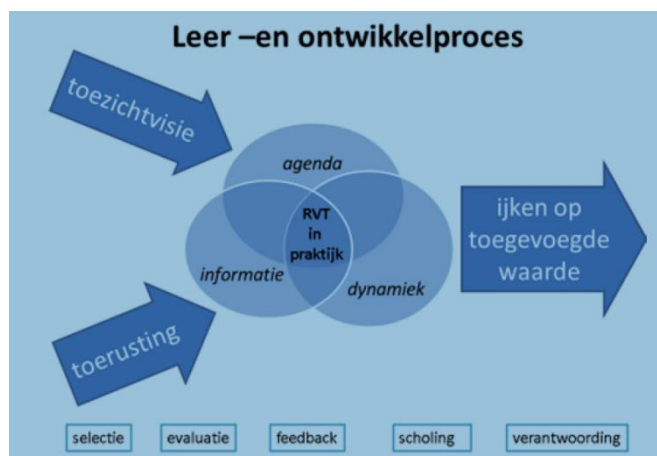 Leer –en ontwikkelproces
toezichtvisie
agenda
RVT
in
praktijk
informatie
dynamiek
ijken op
toegevoegde
waarde
toerusting
selectie
evaluatie
feedback
scholing
verantwoording